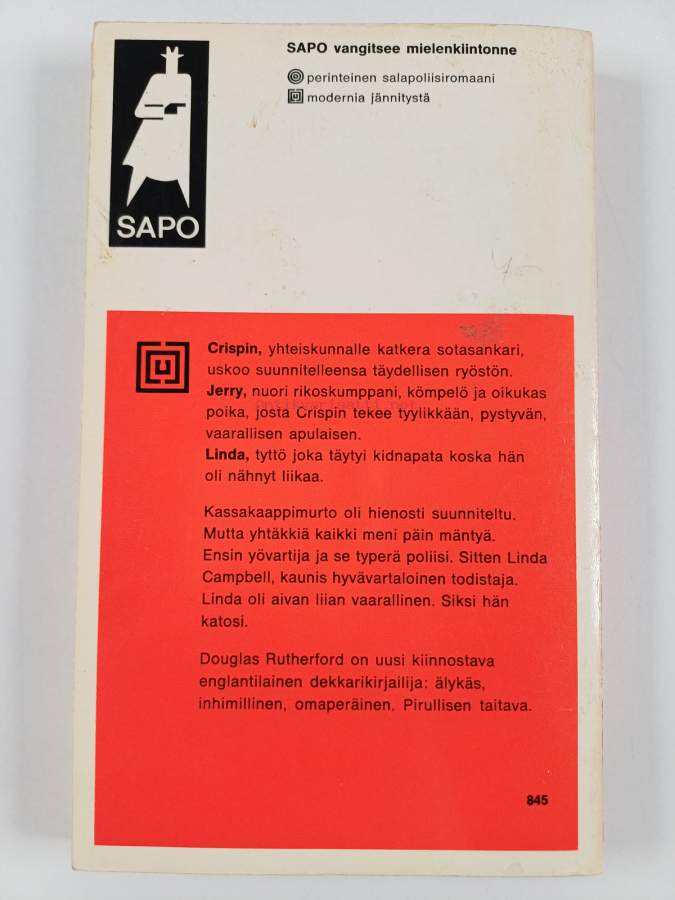 SAPO vangitsee mielenkiintonne
perinteinen salapoliisiromaani
modernia jännitystä
SAPO
Crispin, yhteiskunnalle katkera sotasankari,
uskoo suunnitelleensa täydellisen ryöstön.
Jerry, nuori rikoskumppani, kömpelö ja oikukas
poika, josta Crispin tekee tyylikkään, pystyvän,
vaarallisen apulaisen.
Linda, tyttö joka täytyi kidnapata koska hän
oli nähnyt liikaa.
Kassakaappimurto oli hienosti suunniteltu.
Mutta yhtäkkiä kaikki meni päin mäntyä.
Ensin yövartija ja se typerä poliisi. Sitten Linda
Campbell, kaunis hyvävartaloinen todistaja.
Linda oli aivan liian vaarallinen. Siksi hän
katosi.
Douglas Rutherford on uusi kiinnostava
englantilainen dekkarikirjailija: älykäs,
inhimillinen, omaperäinen. Pirullisen taitava.
845